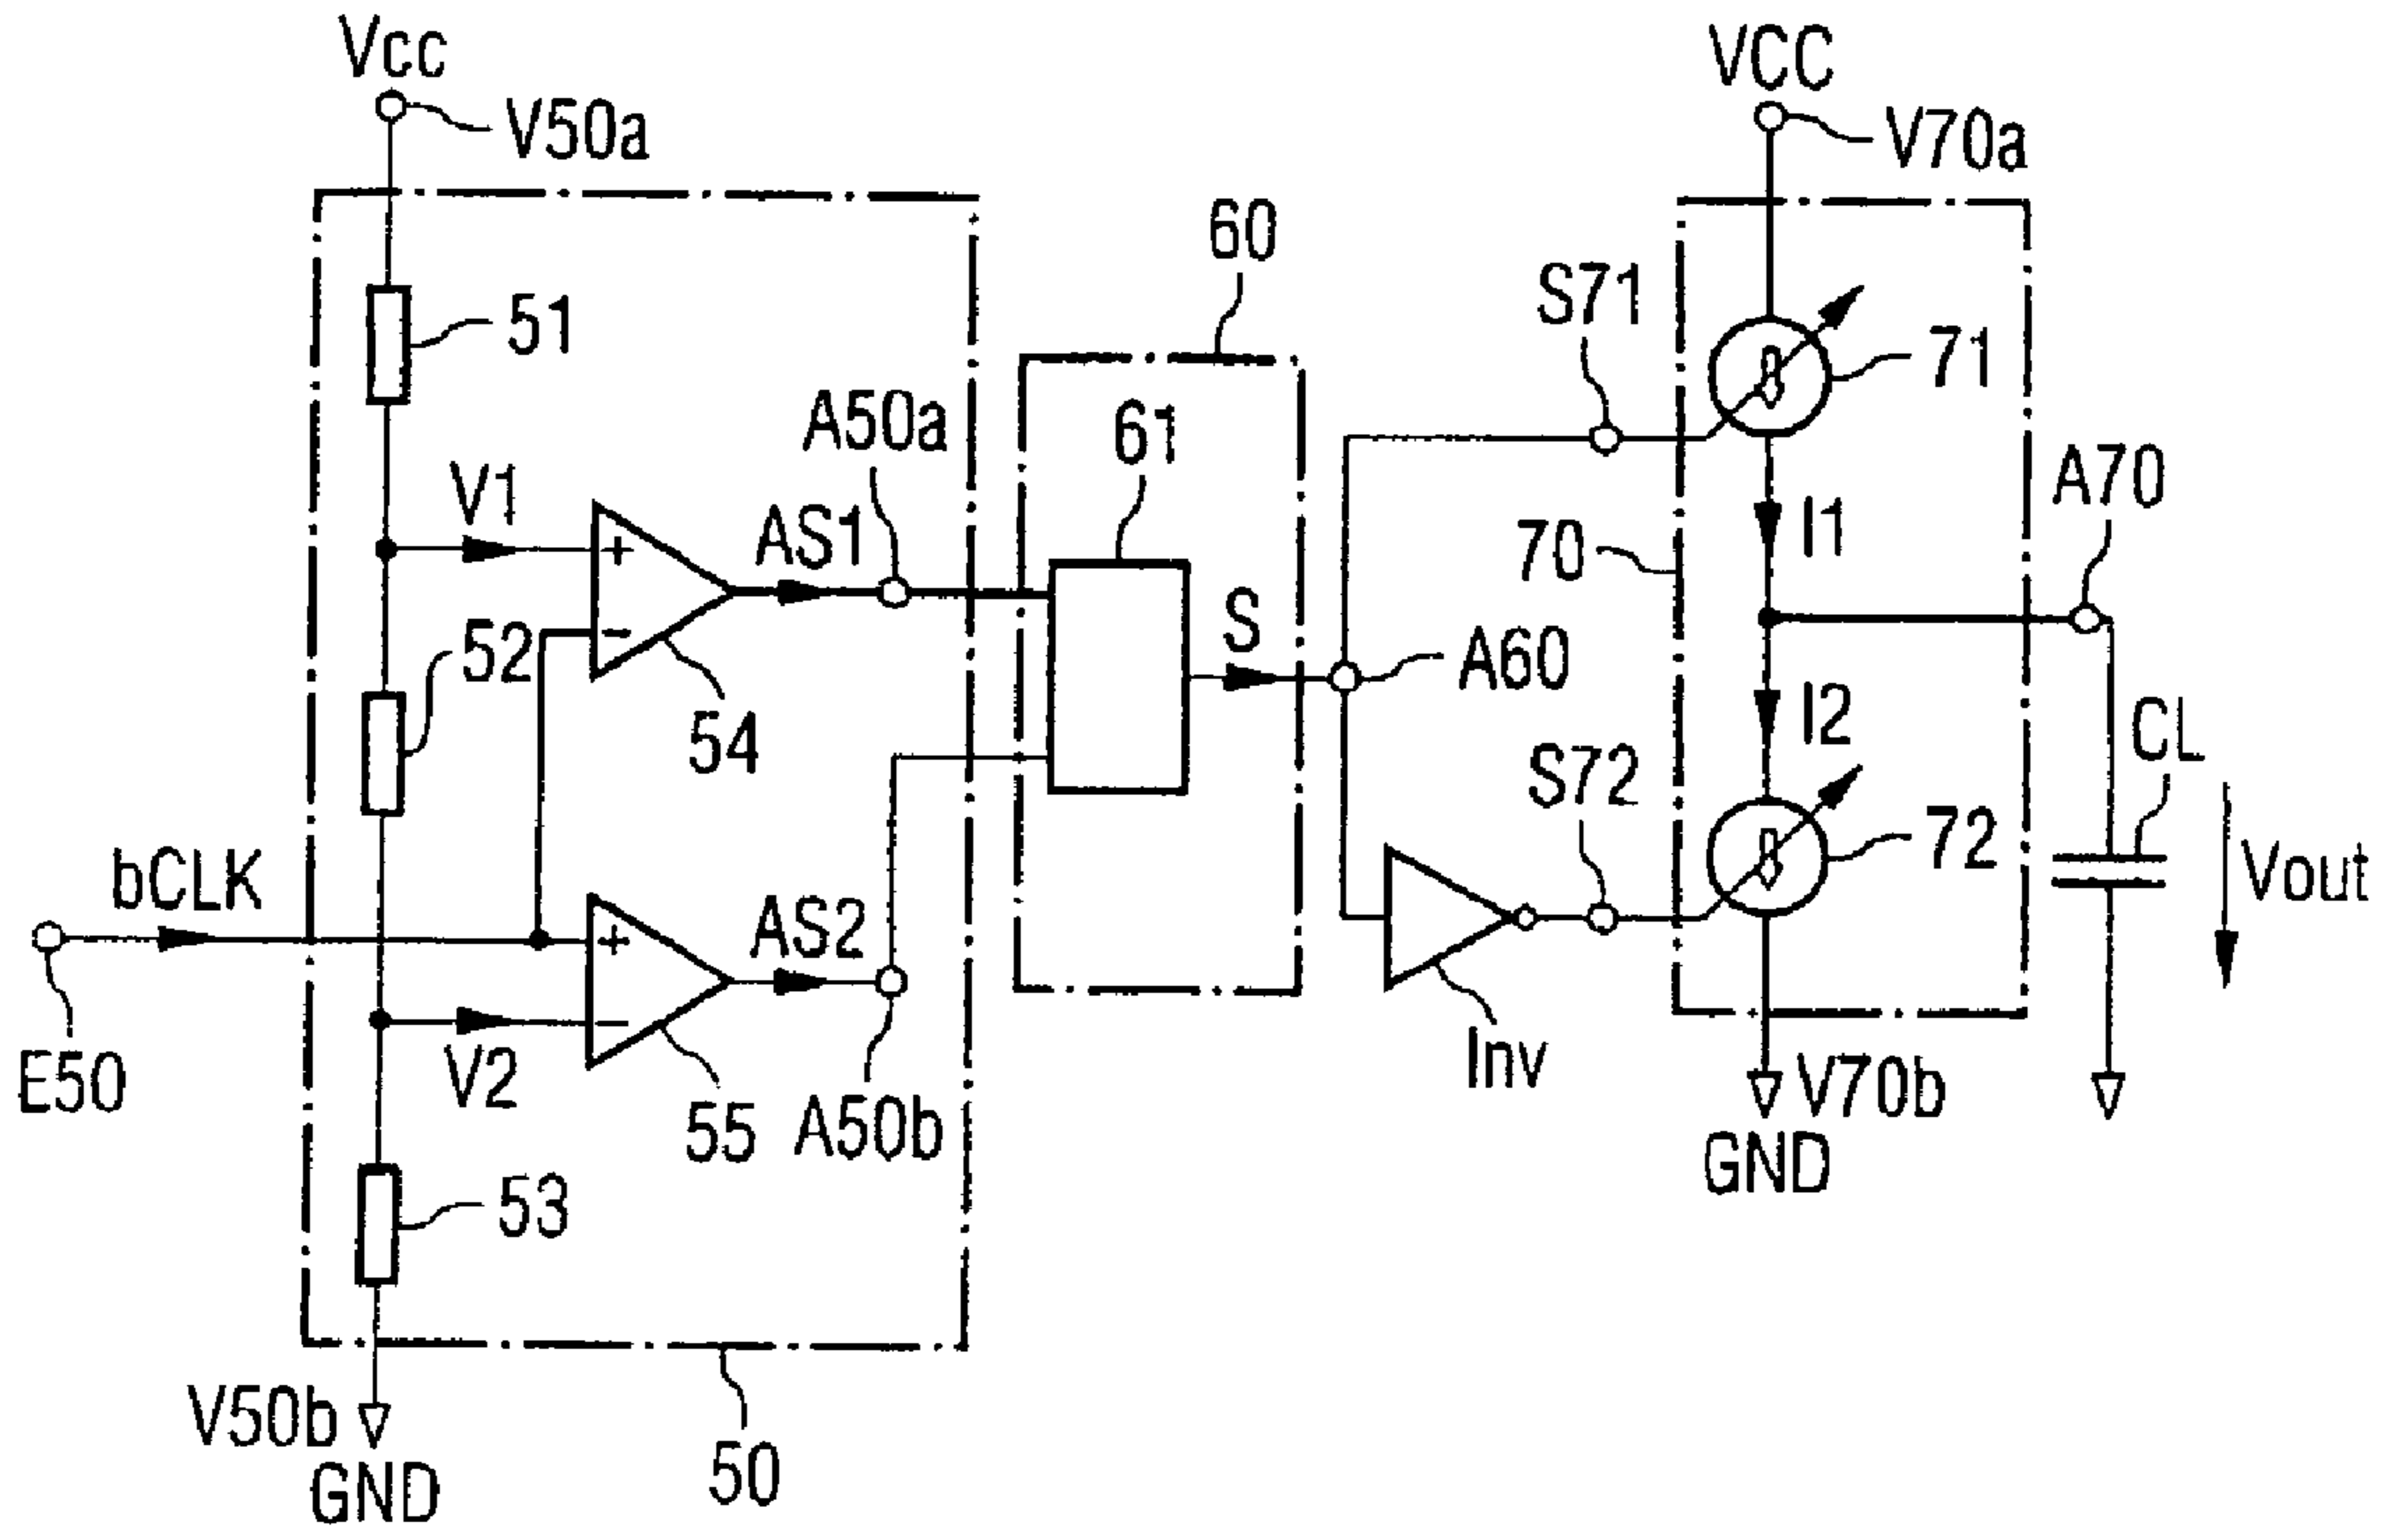 Vcc
VCC
V50a
V70a
60
S71
51
71
A50a
61
A70
V1
+
AS1
I1
70
-
S
52
A60
54
I2
CL
S72
72
bCLK
Vout
+
AS2
-
E50
V2
Inv
V70b
55
A50b
GND
53
V50b
50
GND